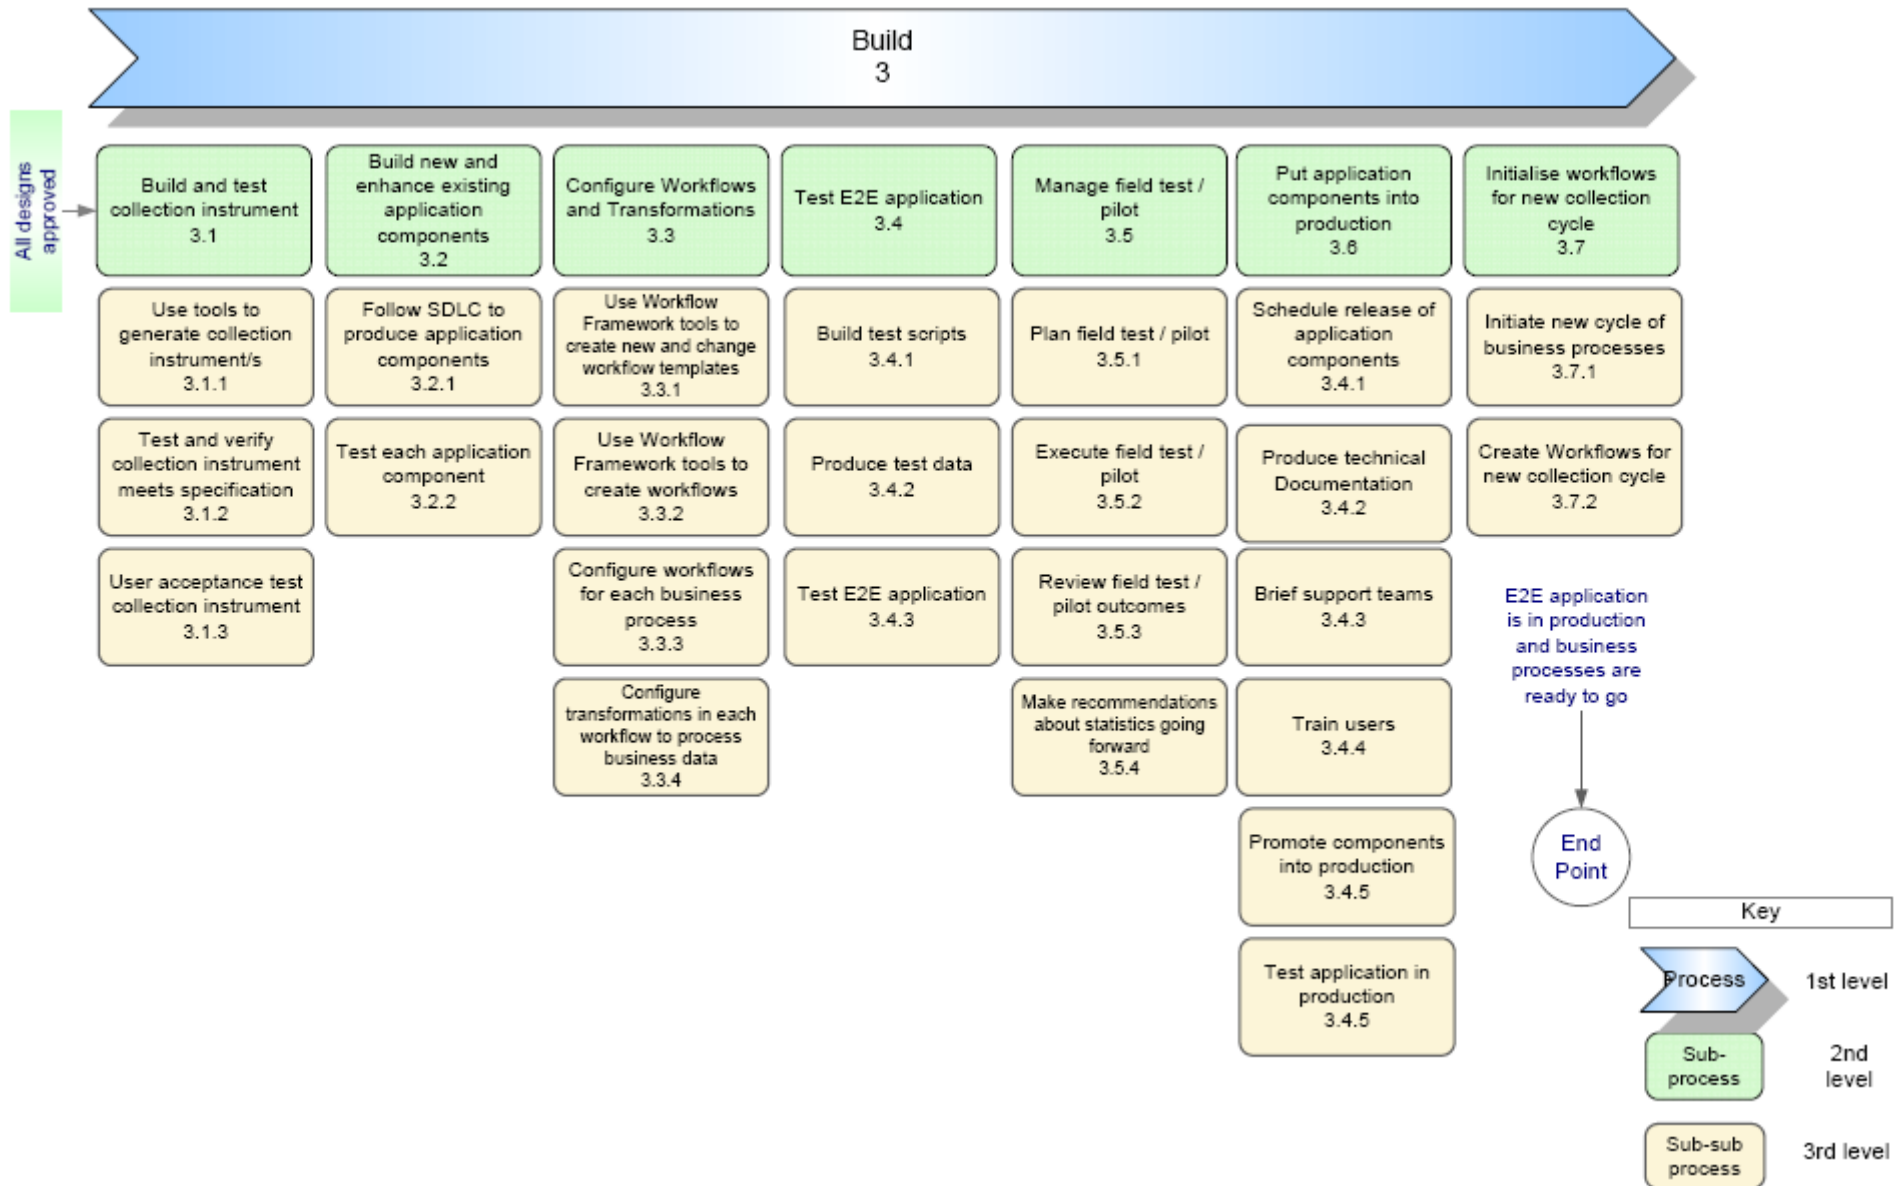 Build
3
All designs
approved
Build and test
collection instrument
3.1
Build new and
enhance existing
application
components
3.2
Configure Workflows
and Transformations
3.3
Test E2E application
3.4
Manage field test /
pilot
3.5
Put application
components into
production
3.6
Initialise workflows
for new collection
cycle
3.7
Use tools to
generate collection
instrument/s
3.1.1
Follow SDLC to
produce application
components
3.2.1
Use Workflow
Framework tools to
create new and change
workflow templates
3.3.1
Build test scripts
3.4.1
Plan field test / pilot
3.5.1
Schedule release of
application
components
3.4.1
Initiate new cycle of
business processes
3.7.1
Test and verify
collection instrument
meets specification
3.1.2
Test each application
component
3.2.2
Use Workflow
Framework tools to
create workflows
3.3.2
Produce test data
3.4.2
Execute field test /
pilot
3.5.2
Produce technical
Documentation
3.4.2
Create Workflows for
new collection cycle
3.7.2
User acceptance test
collection instrument
3.1.3
Configure workflows
for each business
process
3.3.3
Test E2E application
3.4.3
Review field test /
pilot outcomes
3.5.3
Brief support teams
3.4.3
E2E application
is in production
and business
processes are
ready to go
Configure
transformations in each
workflow to process
business data
3.3.4
Make recommendations
about statistics going
forward
3.5.4
Train users
3.4.4
Promote components
into production
3.4.5
End
Point
Test application in
production
3.4.5
Key
Process
1st level
Sub-
process
2nd
level
Sub-sub
process
3rd level